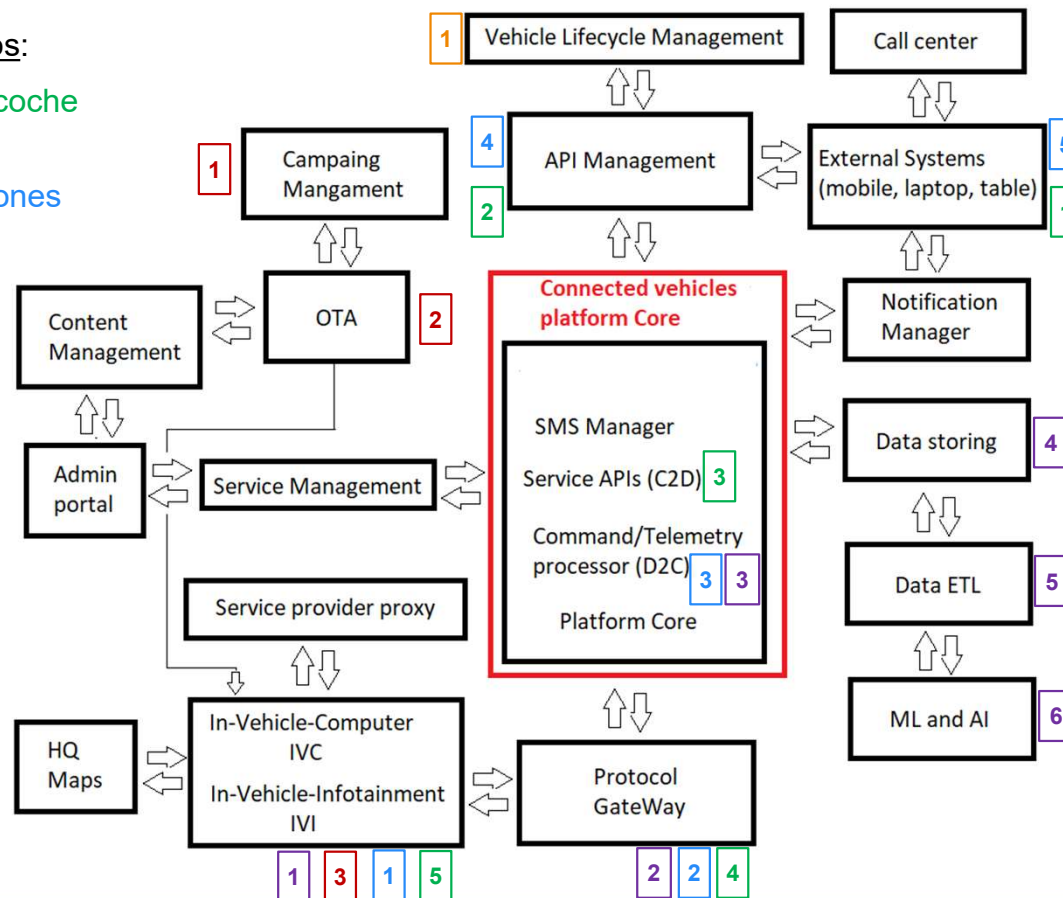 os:
coche
ones
1
Vehicle Lifecycle Management
Call center
1
Campaing
Mangament
4
2
API Management
External Systems
(mobile, laptop, table)
5
OTA
2
Content
Management
Connected vehicles
platform Core
Notification
Manager
SMS Manager
Service APIs (C2D)
3
Command/Telemetry
processor (D2C)
3
3
Platform Core
Data storing
4
Admin
portal
Service Management
Data ETL
5
Service provider proxy
ML and AI
6
HQ
Maps
In-Vehicle-Computer
IVC
In-Vehicle-Infotainment
IVI
Protocol
GateWay
1
3
1
5
2
2
4